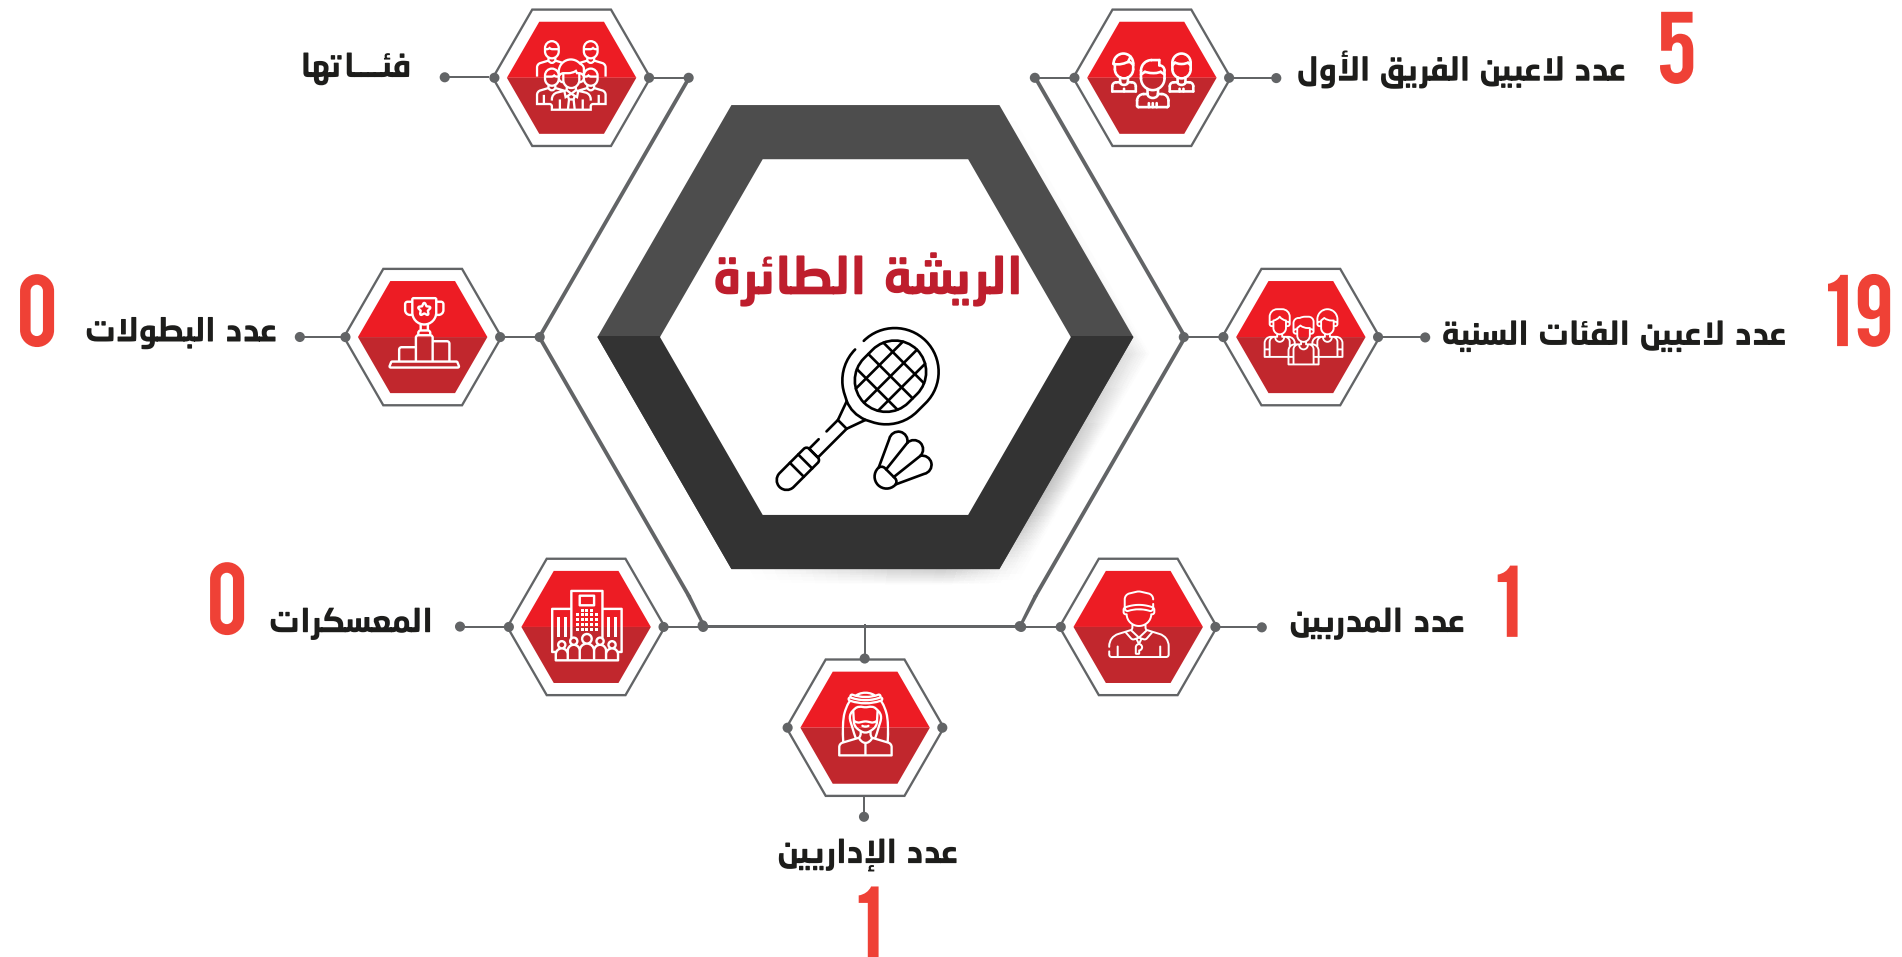 الريشة الطائرة
5
عدد لاعبين الفريق الأول
19
عدد لاعبين الفئات السنية
1
عدد المدربين
عدد الإداريين
1
المعسكرات
0
عدد البطولات
0
فئـــاتها